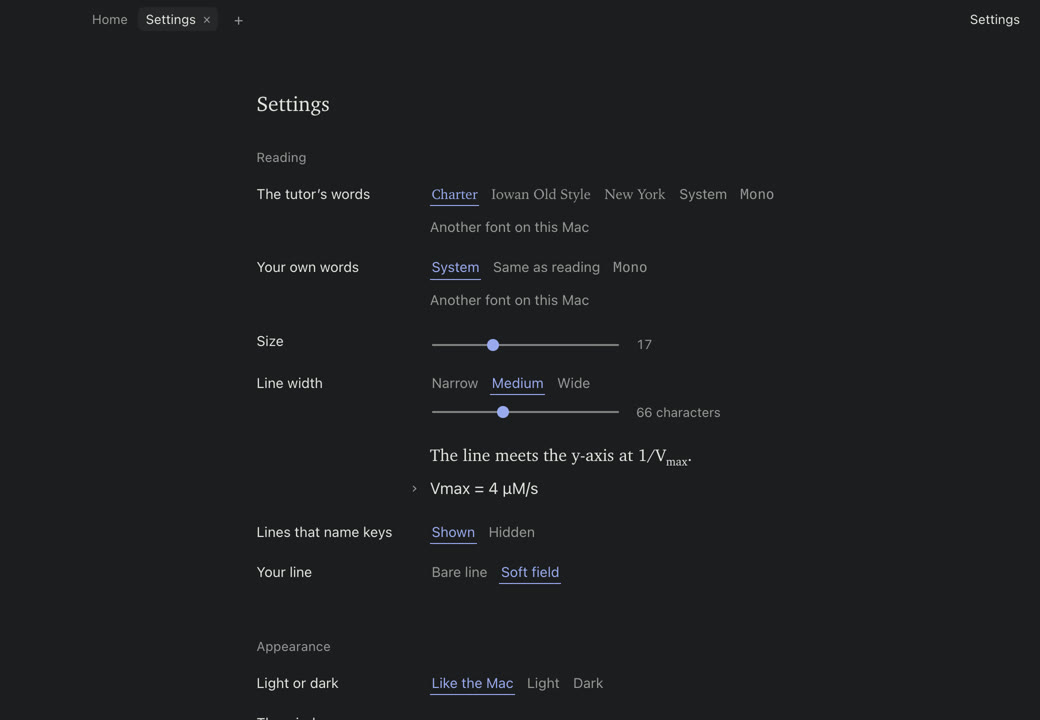 Home Settings × + Settings
Settings
Reading
The tutor’s words Charter Iowan Old Style New York System Mono
Another font on this Mac
Your own words System Same as reading Mono
Another font on this Mac
Size 17
Line width Narrow Medium Wide
66 characters
The line meets the y-axis at 1/Vmax.
› Vmax = 4 µM/s
Lines that name keys Shown Hidden
Your line Bare line Soft field
Appearance
Light or dark Like the Mac Light Dark